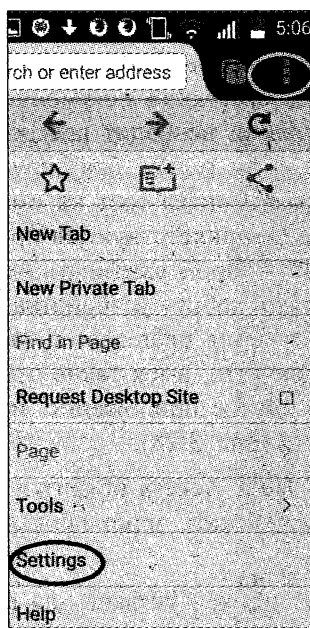 5:06
rch or enter address
New Tab
New Private Tab
Find in Page
Request Desktop Site
Page
Tools
Settings
Help